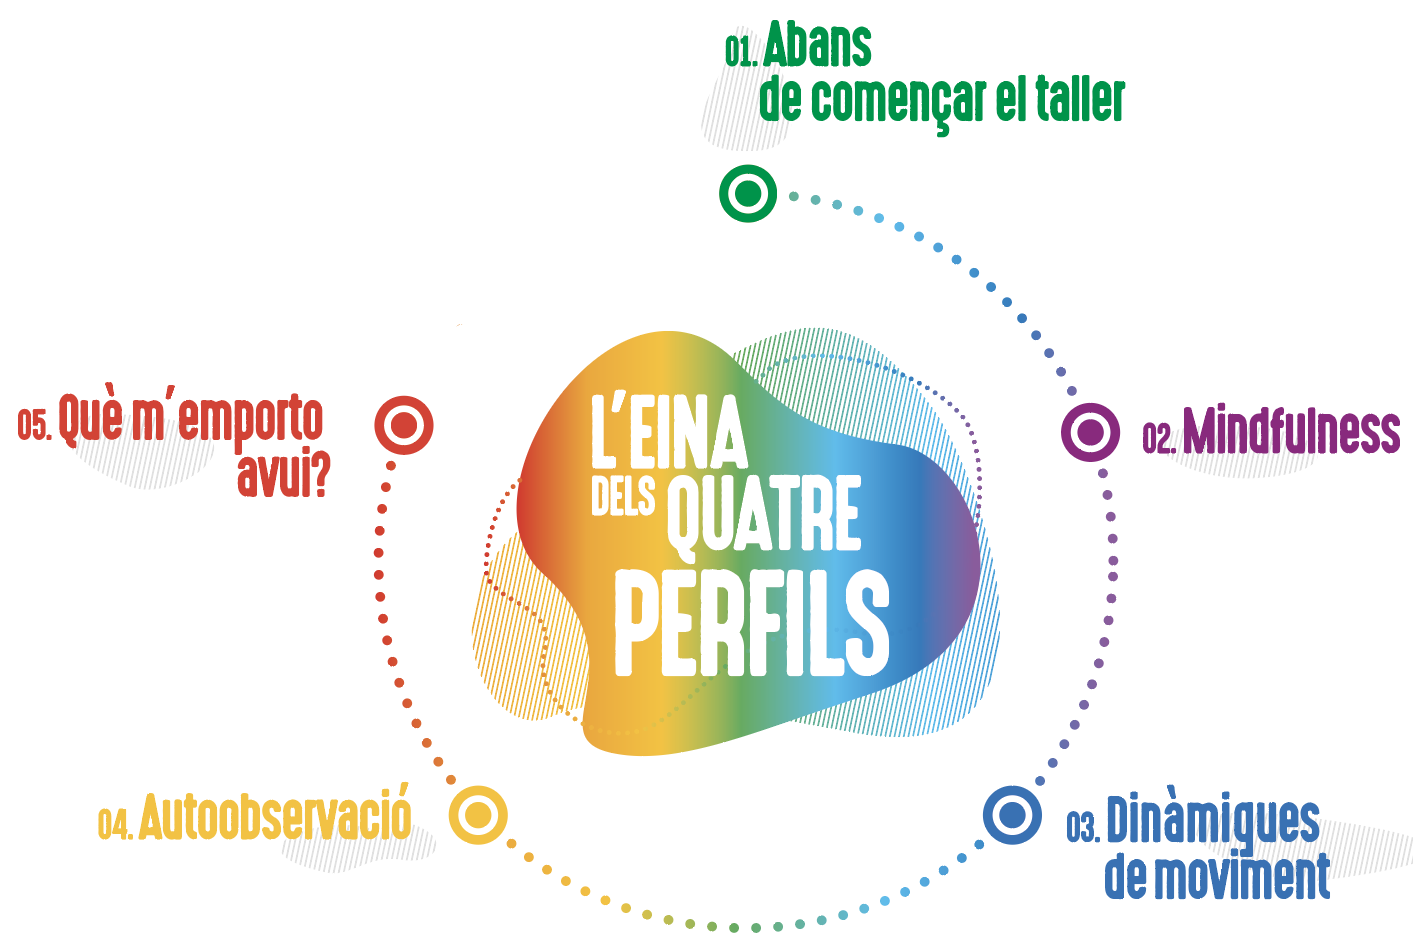 01. Abans
de començar el taller
02. Mindfulness
03. Dinàmiques
de moviment
04. Autoobservació
05. Què m'emporto
avui?
L'EINA
DELS QUATRE
PERFILS